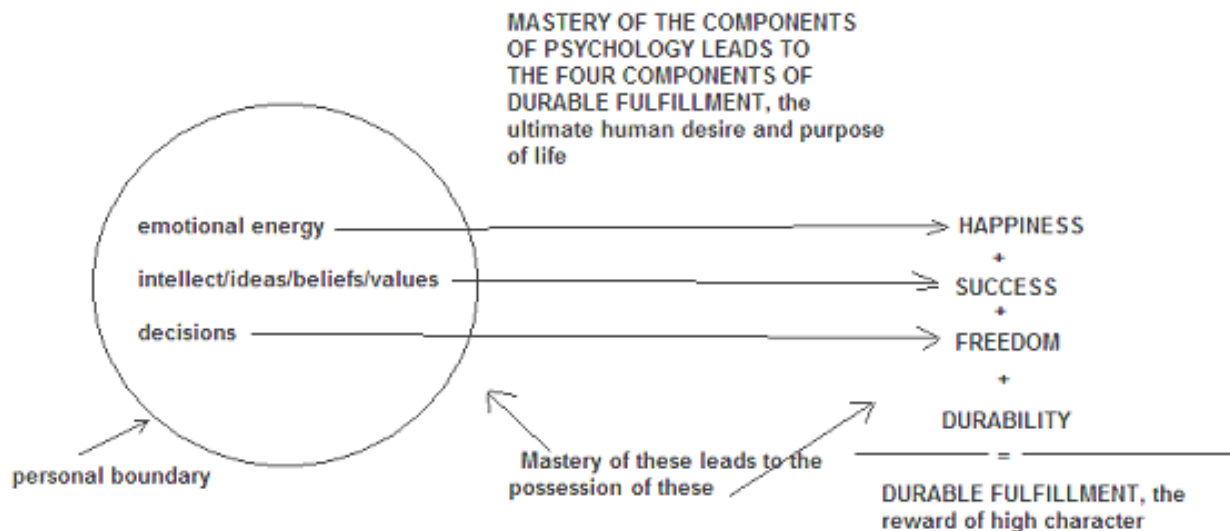 MASTERY OF THE COMPONENTS
OF PSYCHOLOGY LEADS TO
THE FOUR COMPONENTS OF
DURABLE FULFILLMENT, the
ultimate human desire and purpose
of life
emotional energy
HAPPINESS
+
intellect/ideas/beliefs/values
SUCCESS
+
decisions
FREEDOM
+
DURABILITY
=
personal boundary
Mastery of these leads to the
possession of these
DURABLE FULFILLMENT, the
reward of high character